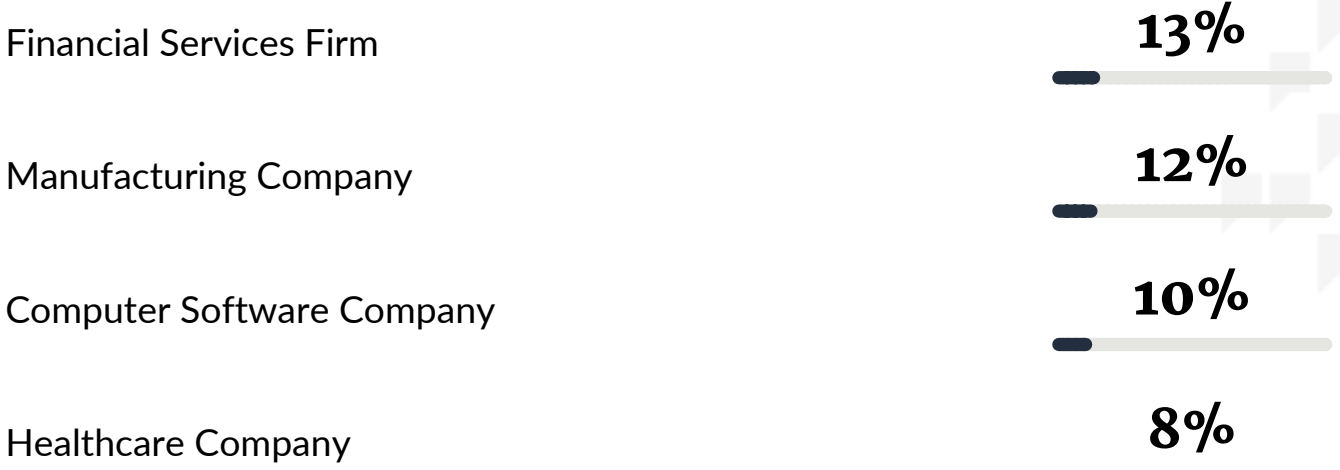 Financial Services Firm 13%
Manufacturing Company 12%
Computer Software Company 10%
Healthcare Company 8%